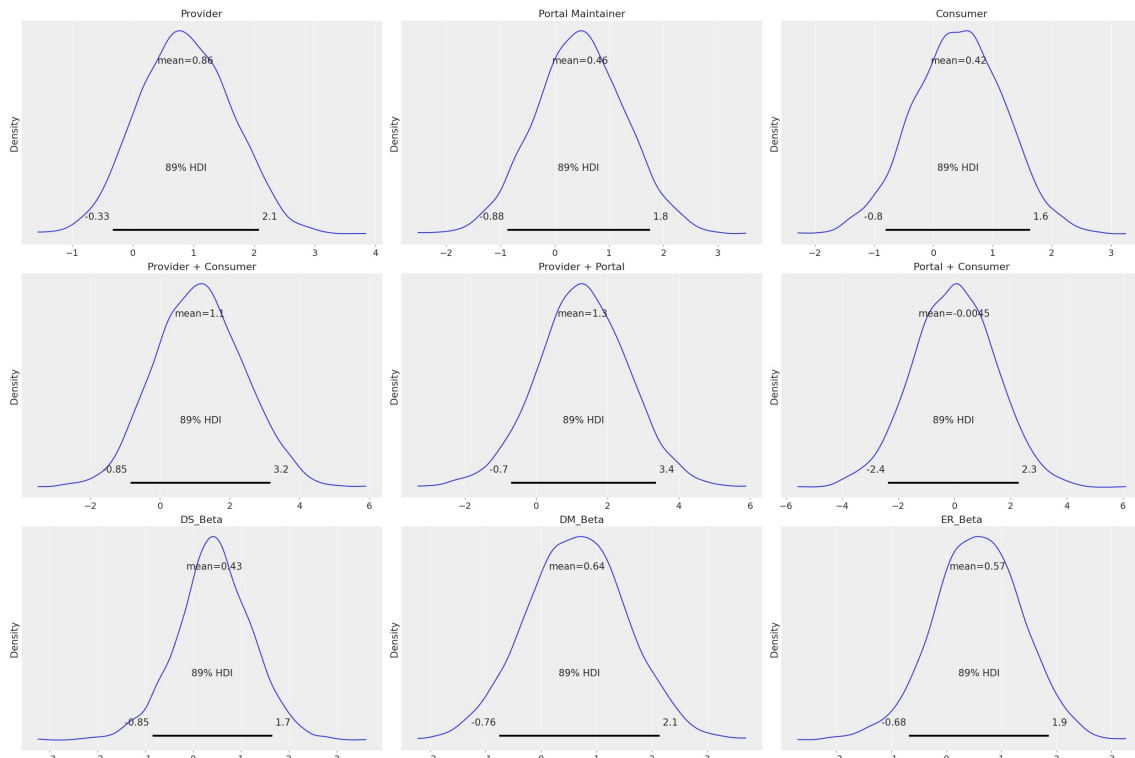 Provider
Portal Maintainer
Consumer
Density
mean=0.86
89% HDI
-0.33
2.1
−1
0
1
2
3
4
Density
mean=0.46
89% HDI
-0.88
1.8
−2
−1
0
1
2
3
Density
mean=0.42
89% HDI
-0.8
1.6
−2
−1
0
1
2
3
Provider + Consumer
Provider + Portal
Portal + Consumer
Density
mean=1.1
89% HDI
-0.85
3.2
−2
0
2
4
6
Density
mean=1.3
89% HDI
-0.7
3.4
−2
0
2
4
6
Density
mean=-0.0045
89% HDI
-2.4
2.3
−6
−4
−2
0
2
4
6
DS_Beta
DM_Beta
ER_Beta
Density
mean=0.43
89% HDI
-0.85
1.7
Density
mean=0.64
89% HDI
-0.76
2.1
Density
mean=0.57
89% HDI
-0.68
1.9